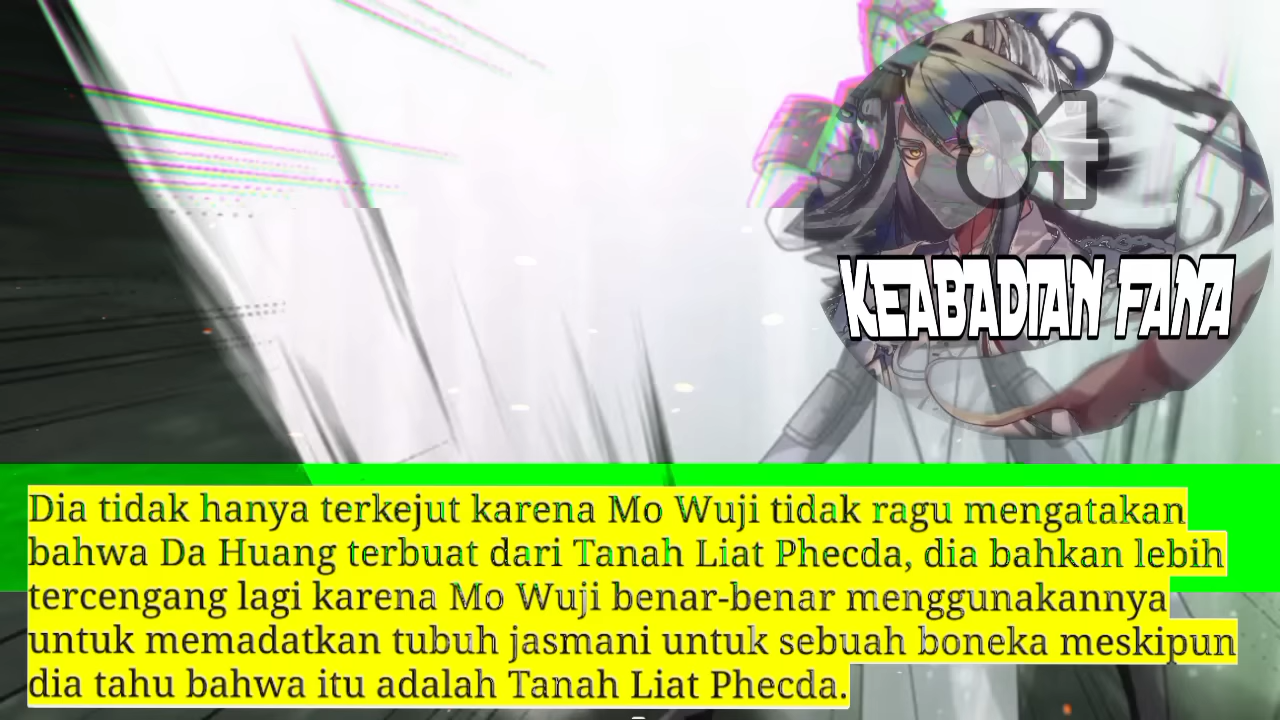 84
KEABADIAN FANA
Dia tidak hanya terkejut karena Mo Wuji tidak ragu mengatakan
bahwa Da Huang terbuat dari Tanah Liat Phecda, dia bahkan lebih
tercengang lagi karena Mo Wuji benar-benar menggunakannya
untuk memadatkan tubuh jasmani untuk sebuah boneka meskipun
dia tahu bahwa itu adalah Tanah Liat Phecda.